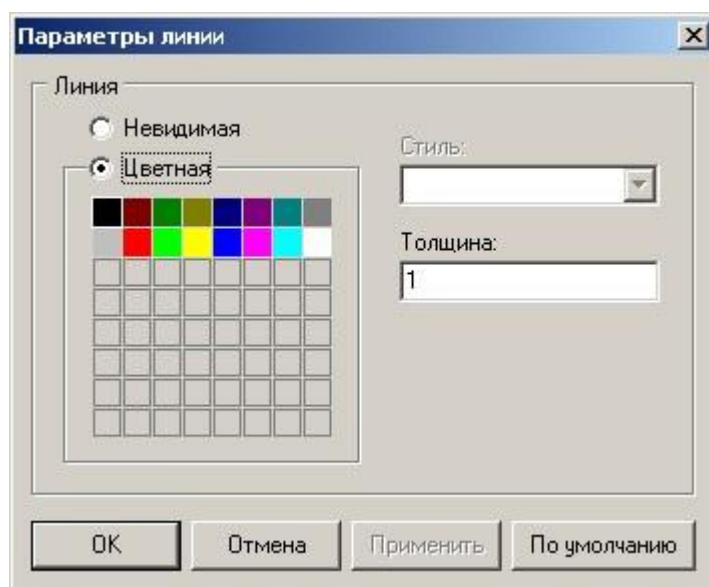 Параметры линии
Линия
Невидимая
Цветная
Стиль:
Толщина:
1
OK
Отмена
Применить
По умолчанию